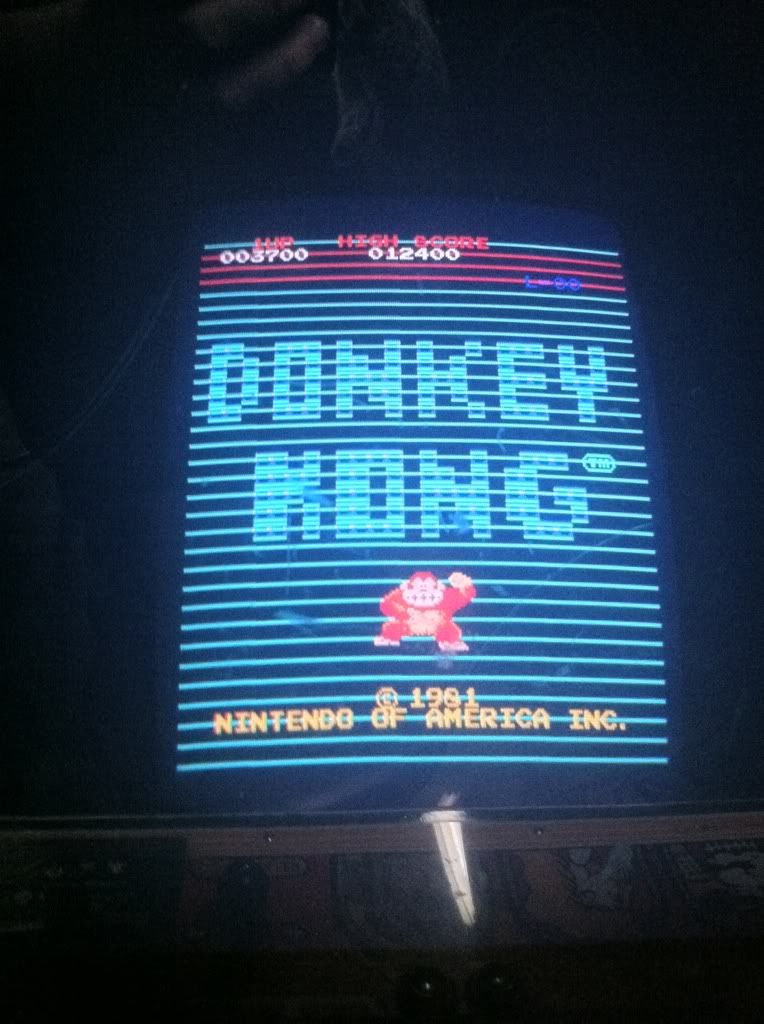 1UP HIGH SCORE
003700 012400
L=00
DONKEY
KONG TM
© 1981
NINTENDO OF AMERICA INC.